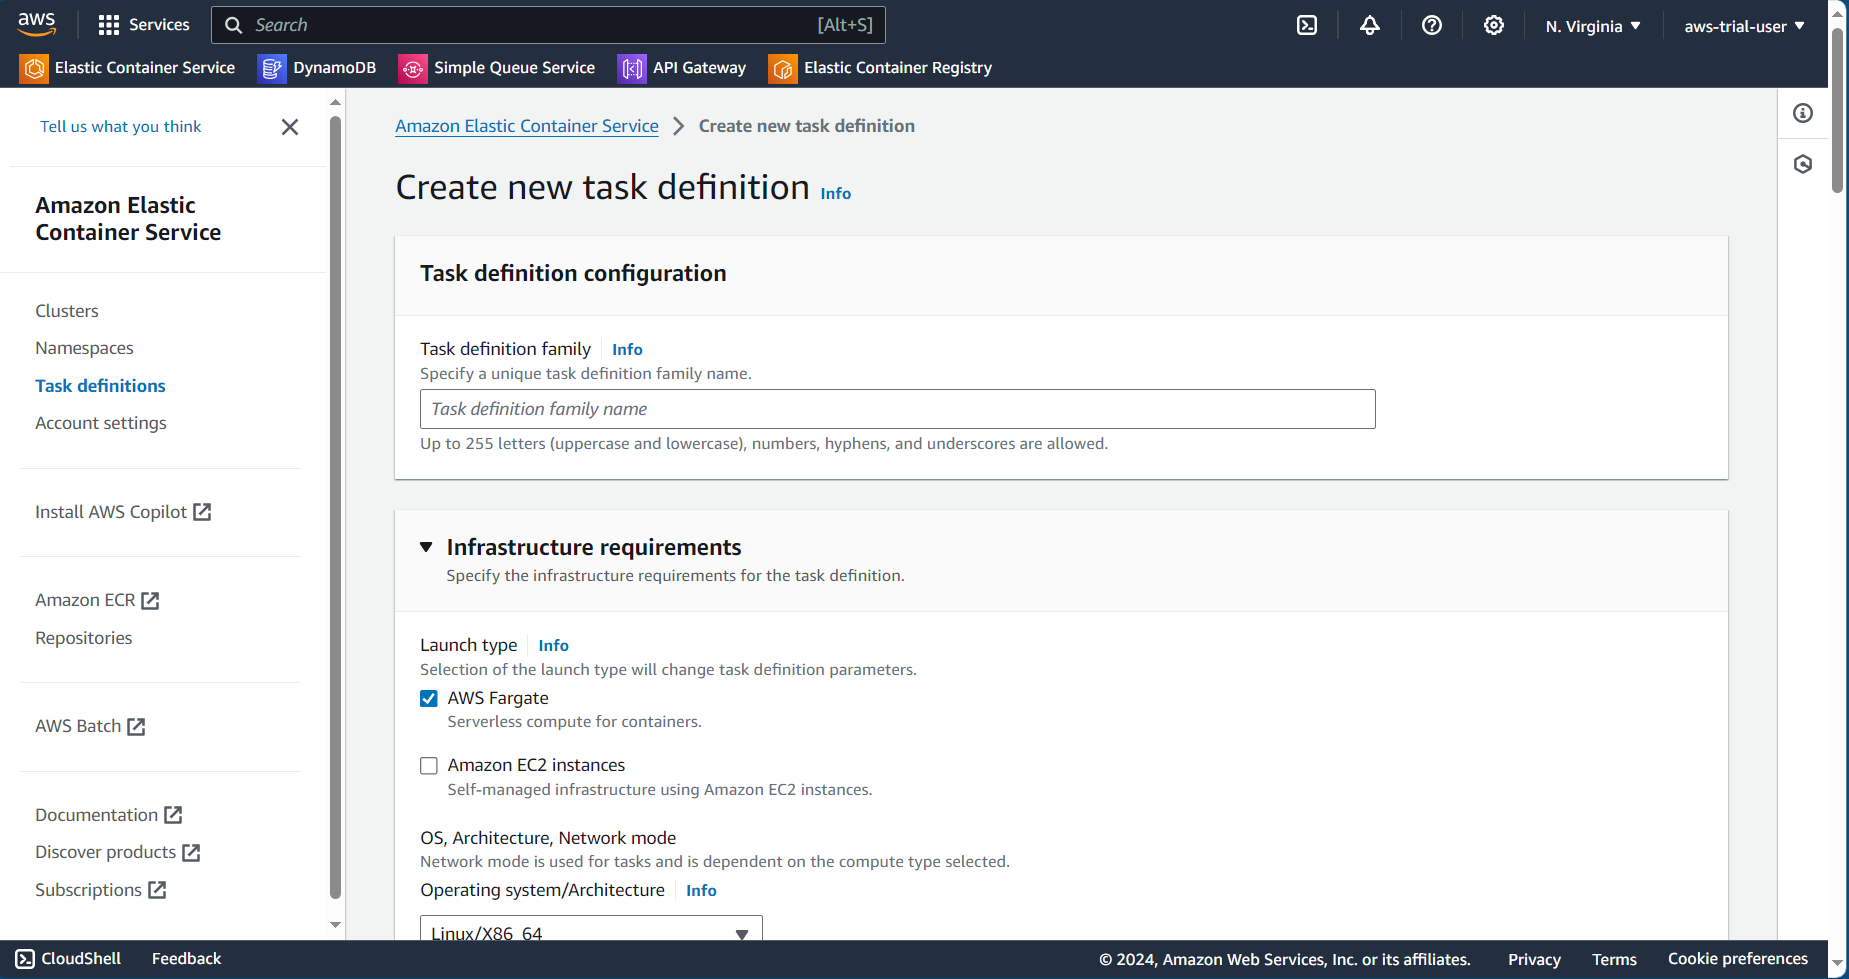 aws
Services
Search
[Alt+S]
N. Virginia
aws-trial-user
Elastic Container Service
DynamoDB
Simple Queue Service
API Gateway
Elastic Container Registry
Tell us what you think
Amazon Elastic
Container Service
Clusters
Namespaces
Task definitions
Account settings
Install AWS Copilot
Amazon ECR
Repositories
AWS Batch
Documentation
Discover products
Subscriptions
Amazon Elastic Container Service
Create new task definition
Create new task definition Info
Task definition configuration
Task definition family Info
Specify a unique task definition family name.
Task definition family name
Up to 255 letters (uppercase and lowercase), numbers, hyphens, and underscores are allowed.
Infrastructure requirements
Specify the infrastructure requirements for the task definition.
Launch type Info
Selection of the launch type will change task definition parameters.
AWS Fargate
Serverless compute for containers.
Amazon EC2 instances
Self-managed infrastructure using Amazon EC2 instances.
OS, Architecture, Network mode
Network mode is used for tasks and is dependent on the compute type selected.
Operating system/Architecture Info
Linux/X86_64
CloudShell
Feedback
© 2024, Amazon Web Services, Inc. or its affiliates.
Privacy
Terms
Cookie preferences